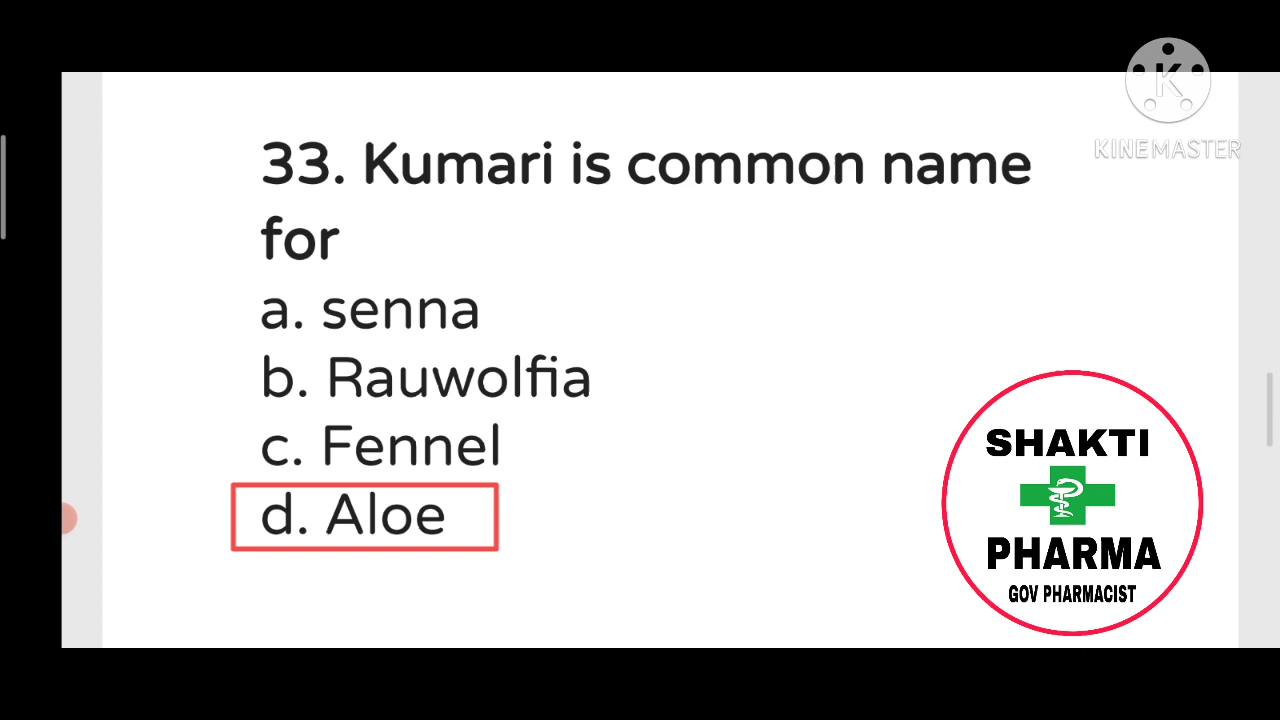 K
KINEMASTER
33. Kumari is common name
for
a. senna
b. Rauwolfia
c. Fennel
d. Aloe
SHAKTI
PHARMA
GOV PHARMACIST